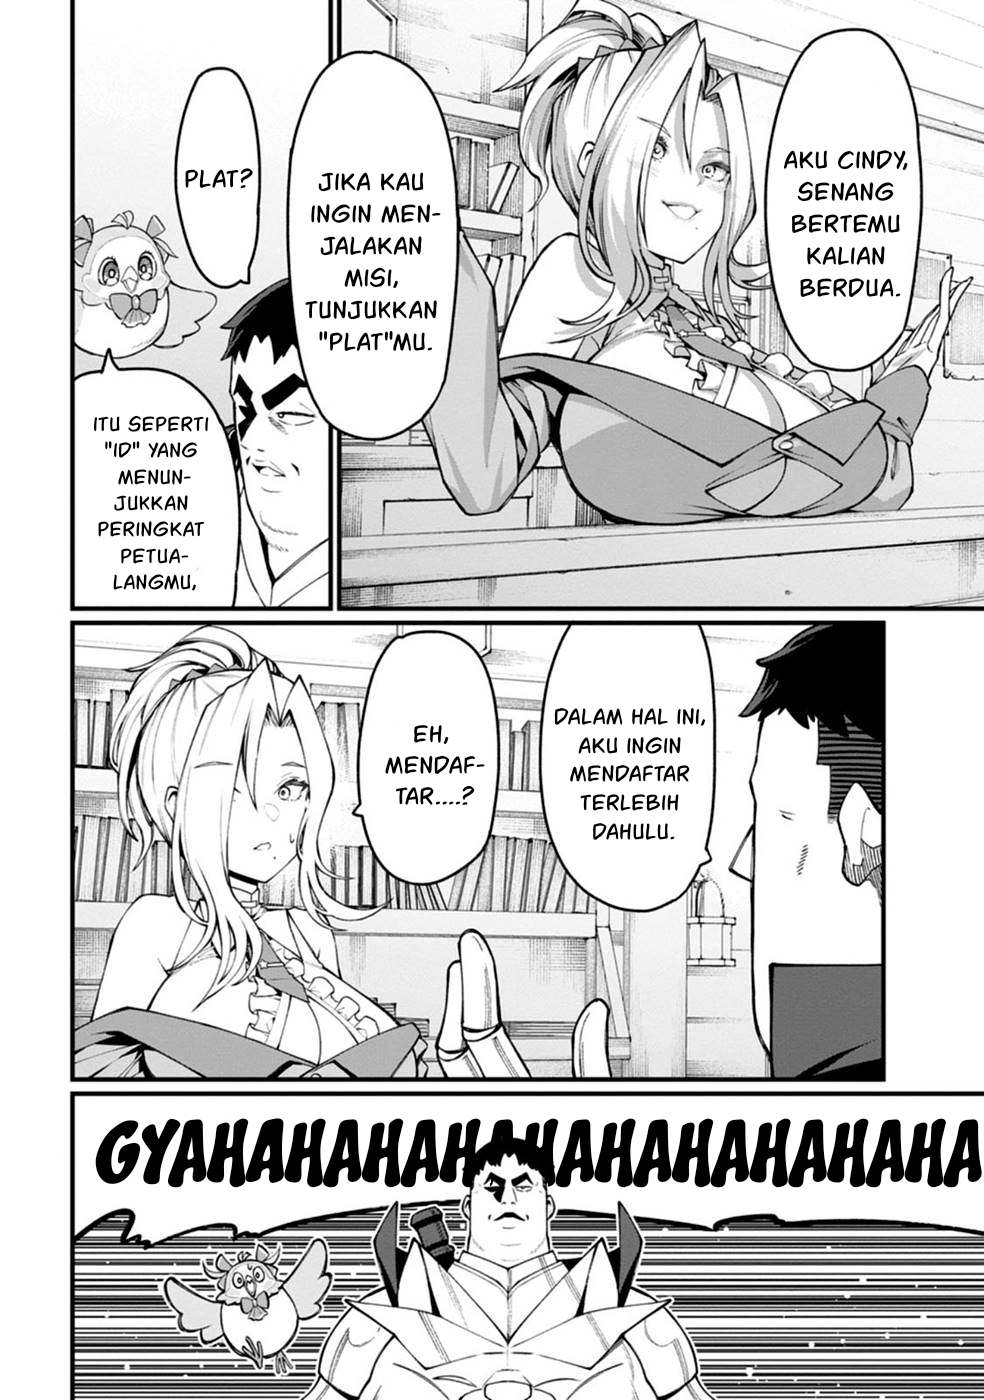 AKU CINDY,
SENANG
BERTEMU
KALIAN
BERDUA.
JIKA KAU
INGIN MEN-
JALAKAN
MISI,
TUNJUKKAN
"PLAT"MU.
PLAT?
ITU SEPERTI
"ID" YANG
MENUN-
JUKKAN
PERINGKAT
PETUA-
LANGMU,
DALAM HAL INI,
AKU INGIN
MENDAFTAR
TERLEBIH
DAHULU.
EH,
MENDAF-
TAR....?
GYAHAHAHAHAHAHAHAHAHAHA